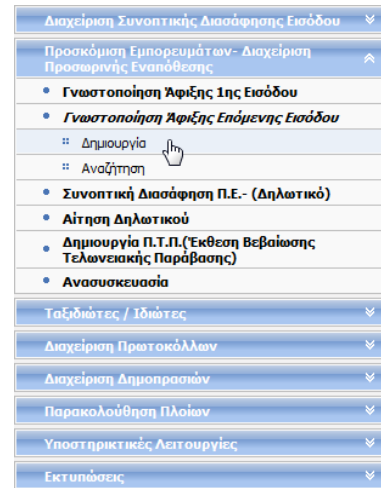 Διαχείριση Συνοπτικής Διασάφησης Εισόδου
Προσκόμιση Εμπορευμάτων- Διαχείριση
Προσωρινής Εναπόθεσης
Γνωστοποίηση Άφιξης 1ης Εισόδου
Γνωστοποίηση Άφιξης Επόμενης Εισόδου
Δημιουργία
Αναζήτηση
Συνοπτική Διασάφηση Π.Ε.- (Δηλωτικό)
Αίτηση Δηλωτικού
Δημιουργία Π.Τ.Π.(Έκθεση Βεβαίωσης
Τελωνειακής Παράβασης)
Ανασυσκευασία
Ταξιδιώτες / Ιδιώτες
Διαχείριση Πρωτοκόλλων
Διαχείριση Δημοπρασιών
Παρακολούθηση Πλοίων
Υποστηρικτικές Λειτουργίες
Εκτυπώσεις